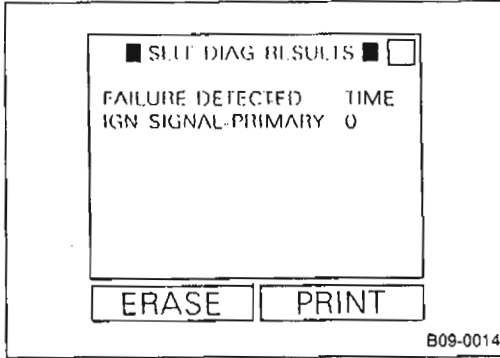 ■ SELF DIAG RESULTS ■
FAILURE DETECTED TIME
IGN SIGNAL-PRIMARY 0
ERASE PRINT
B09-0014